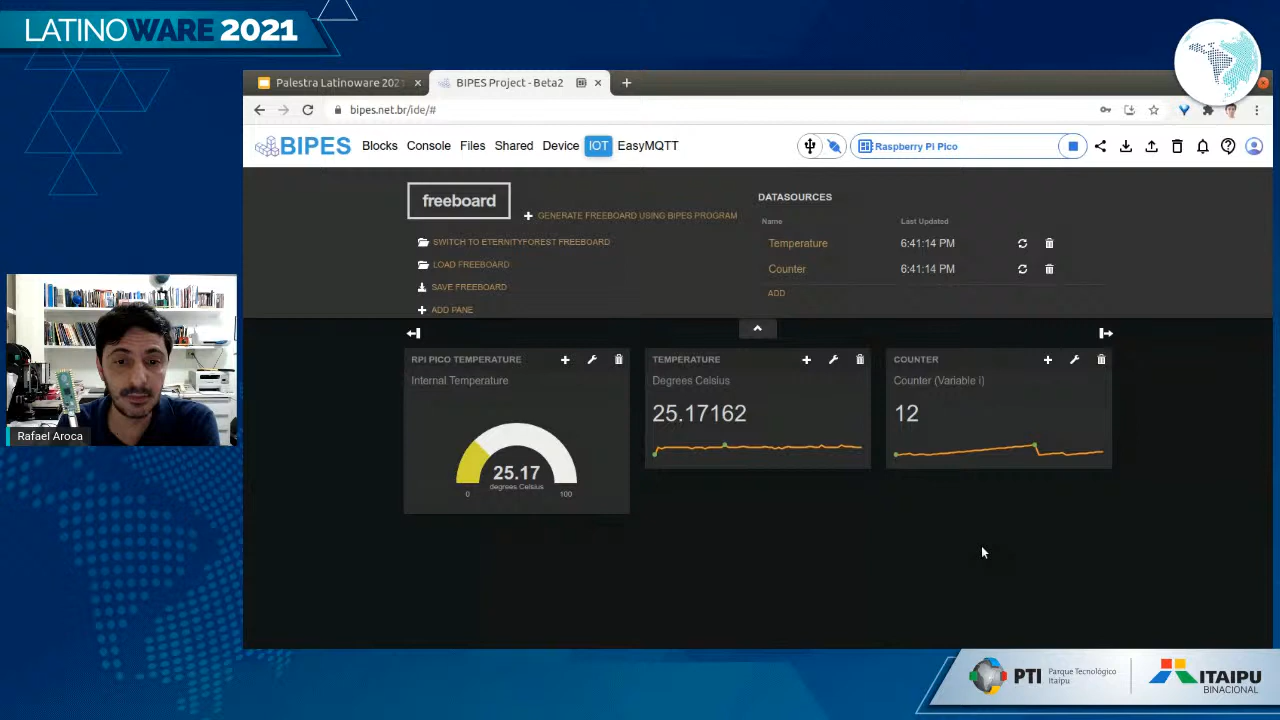 LATINOWARE 2021
Palestra Latinoware 202
BIPES Project - Beta2
bipes.net.br/ide/#
BIPES
Blocks
Console
Files
Shared
Device
IOT
EasyMQTT
Raspberry Pi Pico
freeboard
GENERATE FREEBOARD USING BIPES PROGRAM
SWITCH TO ETERNITYFOREST FREEBOARD
LOAD FREEBOARD
SAVE FREEBOARD
ADD PANE
DATASOURCES
Name
Last Updated
Temperature
6:41:14 PM
Counter
6:41:14 PM
ADD
RPI PICO TEMPERATURE
Internal Temperature
25.17
degrees Celsius
0
100
TEMPERATURE
Degrees Celsius
25.17162
COUNTER
Counter (Variable i)
12
Rafael Aroca
PTI
Parque Tecnológico
Itaipu
ITAIPU
BINACIONAL